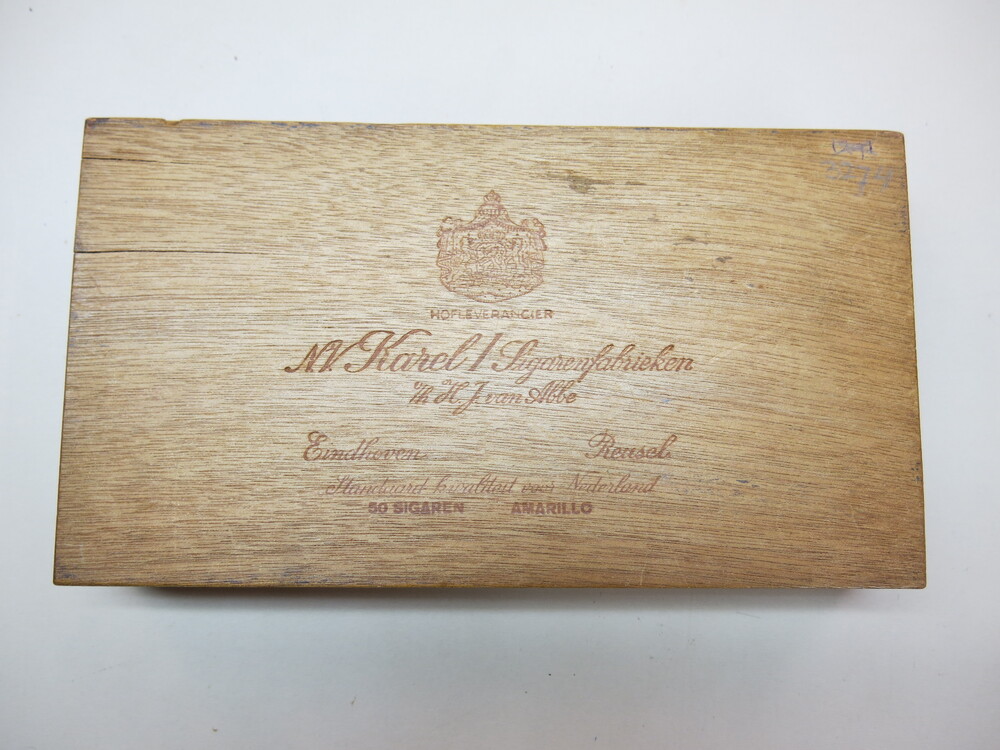 HOFLEVERANCIER
N.V. Karel I Sigarenfabrieken
v/h H. J. van Abbe
Eindhoven Reusel
Standaard kwaliteit voor Nederland
50 SIGAREN AMARILLO